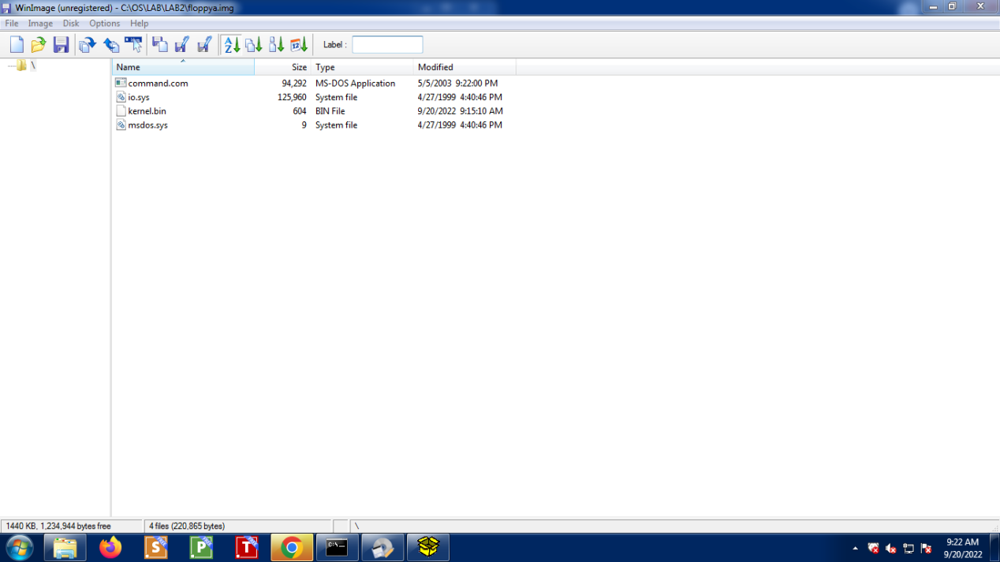 WinImage (unregistered) - C:\OS\LAB\LAB2\floppya.img
File Image Disk Options Help
A Z 12 Label :
\
Name Size Type Modified
command.com 94,292 MS-DOS Application 5/5/2003 9:22:00 PM
io.sys 125,960 System file 4/27/1999 4:40:46 PM
kernel.bin 604 BIN File 9/20/2022 9:15:10 AM
msdos.sys 9 System file 4/27/1999 4:40:46 PM
1440 KB, 1,234,944 bytes free 4 files (220,865 bytes) \
S P T C:\
9:22 AM
9/20/2022